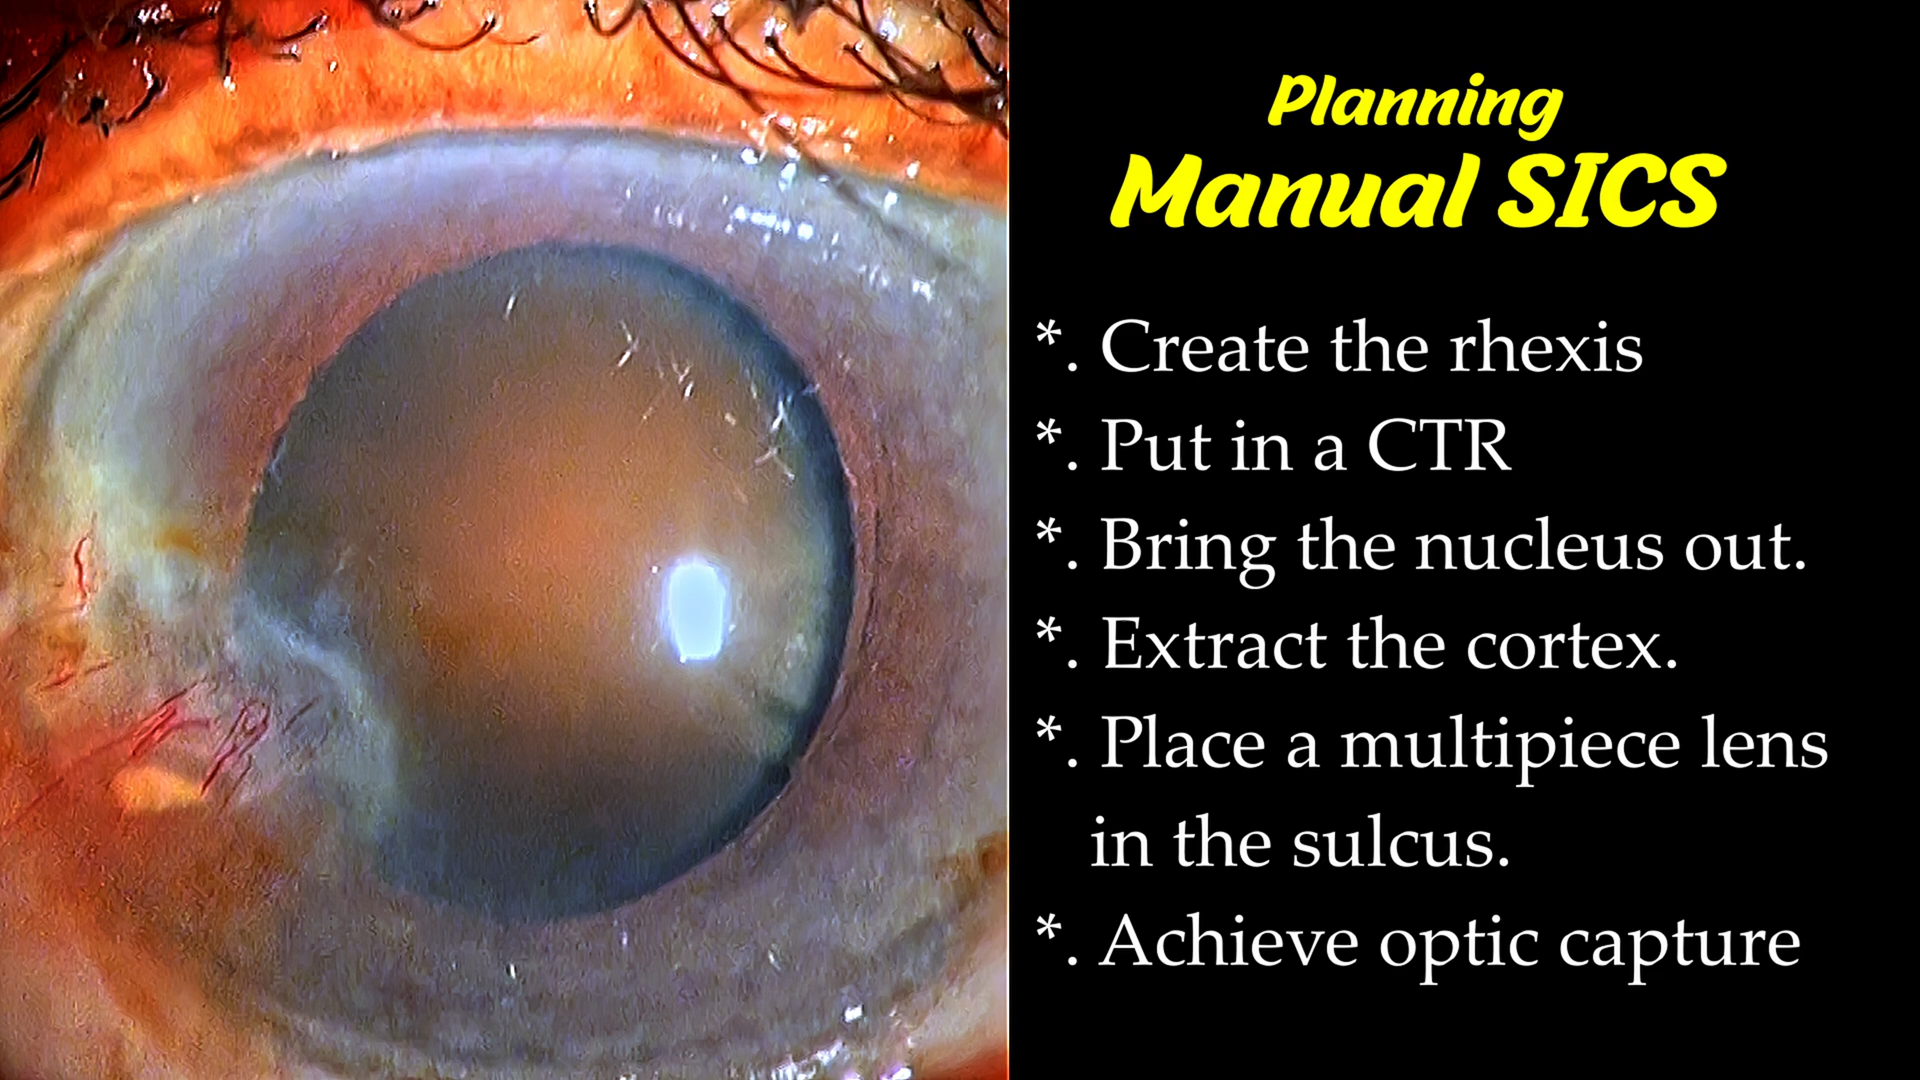 Planning
Manual SICS
*. Create the rhexis
*. Put in a CTR
*. Bring the nucleus out.
*. Extract the cortex.
*. Place a multipiece lens
in the sulcus.
*. Achieve optic capture